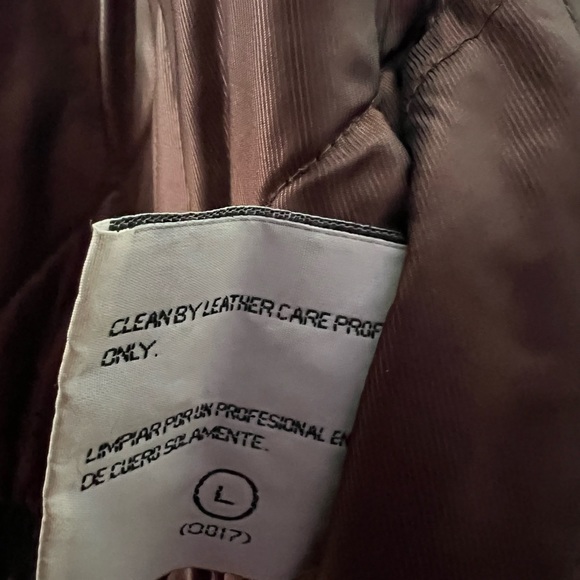 CLEAN BY LEATHER CARE PROF
ONLY.
LIMPIAR POR UN PROFESIONAL EN
DE CUERO SOLAMENTE.
L
(0017)